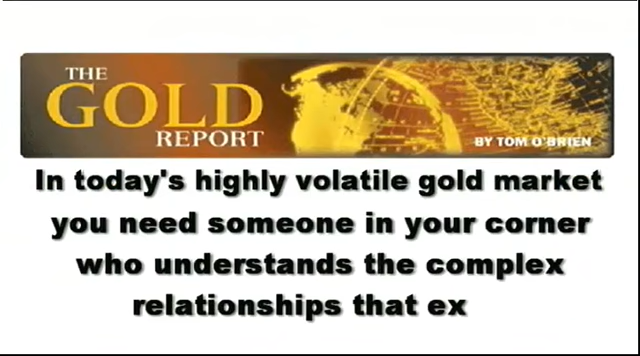 THE
GOLD
REPORT
BY TOM O'BRIEN
In today's highly volatile gold market
you need someone in your corner
who understands the complex
relationships that ex